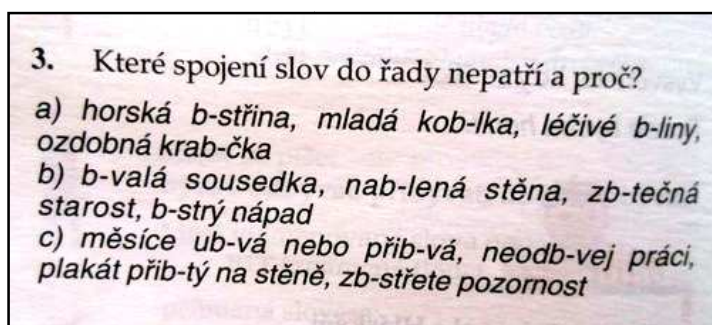 3. Které spojení slov do řady nepatří a proč?
a) horská b-střina, mladá kob-lka, léčivé b-liny,
ozdobná krab-čka
b) b-valá sousedka, nab-lená stěna, zb-tečná
starost, b-strý nápad
c) měsíce ub-vá nebo přib-vá, neodb-vej práci,
plakát přib-tý na stěně, zb-střete pozornost